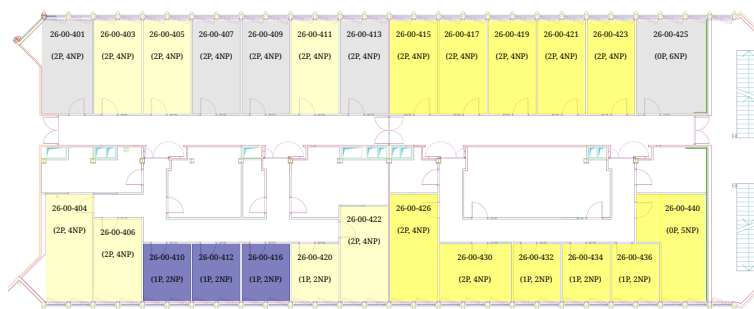 26-00-401
(2P, 4NP)
26-00-403
(2P, 4NP)
26-00-405
(2P, 4NP)
26-00-407
(2P, 4NP)
26-00-409
(2P, 4NP)
26-00-411
(2P, 4NP)
26-00-413
(2P, 4NP)
26-00-415
(2P, 4NP)
26-00-417
(2P, 4NP)
26-00-419
(2P, 4NP)
26-00-421
(2P, 4NP)
26-00-423
(2P, 4NP)
26-00-425
(0P, 6NP)
26-00-404
(2P, 4NP)
26-00-406
(2P, 4NP)
26-00-410
(1P, 2NP)
26-00-412
(1P, 2NP)
26-00-416
(1P, 2NP)
26-00-420
(1P, 2NP)
26-00-422
(2P, 4NP)
26-00-426
(2P, 4NP)
26-00-430
(2P, 4NP)
26-00-432
(1P, 2NP)
26-00-434
(1P, 2NP)
26-00-436
(1P, 2NP)
26-00-440
(0P, 5NP)